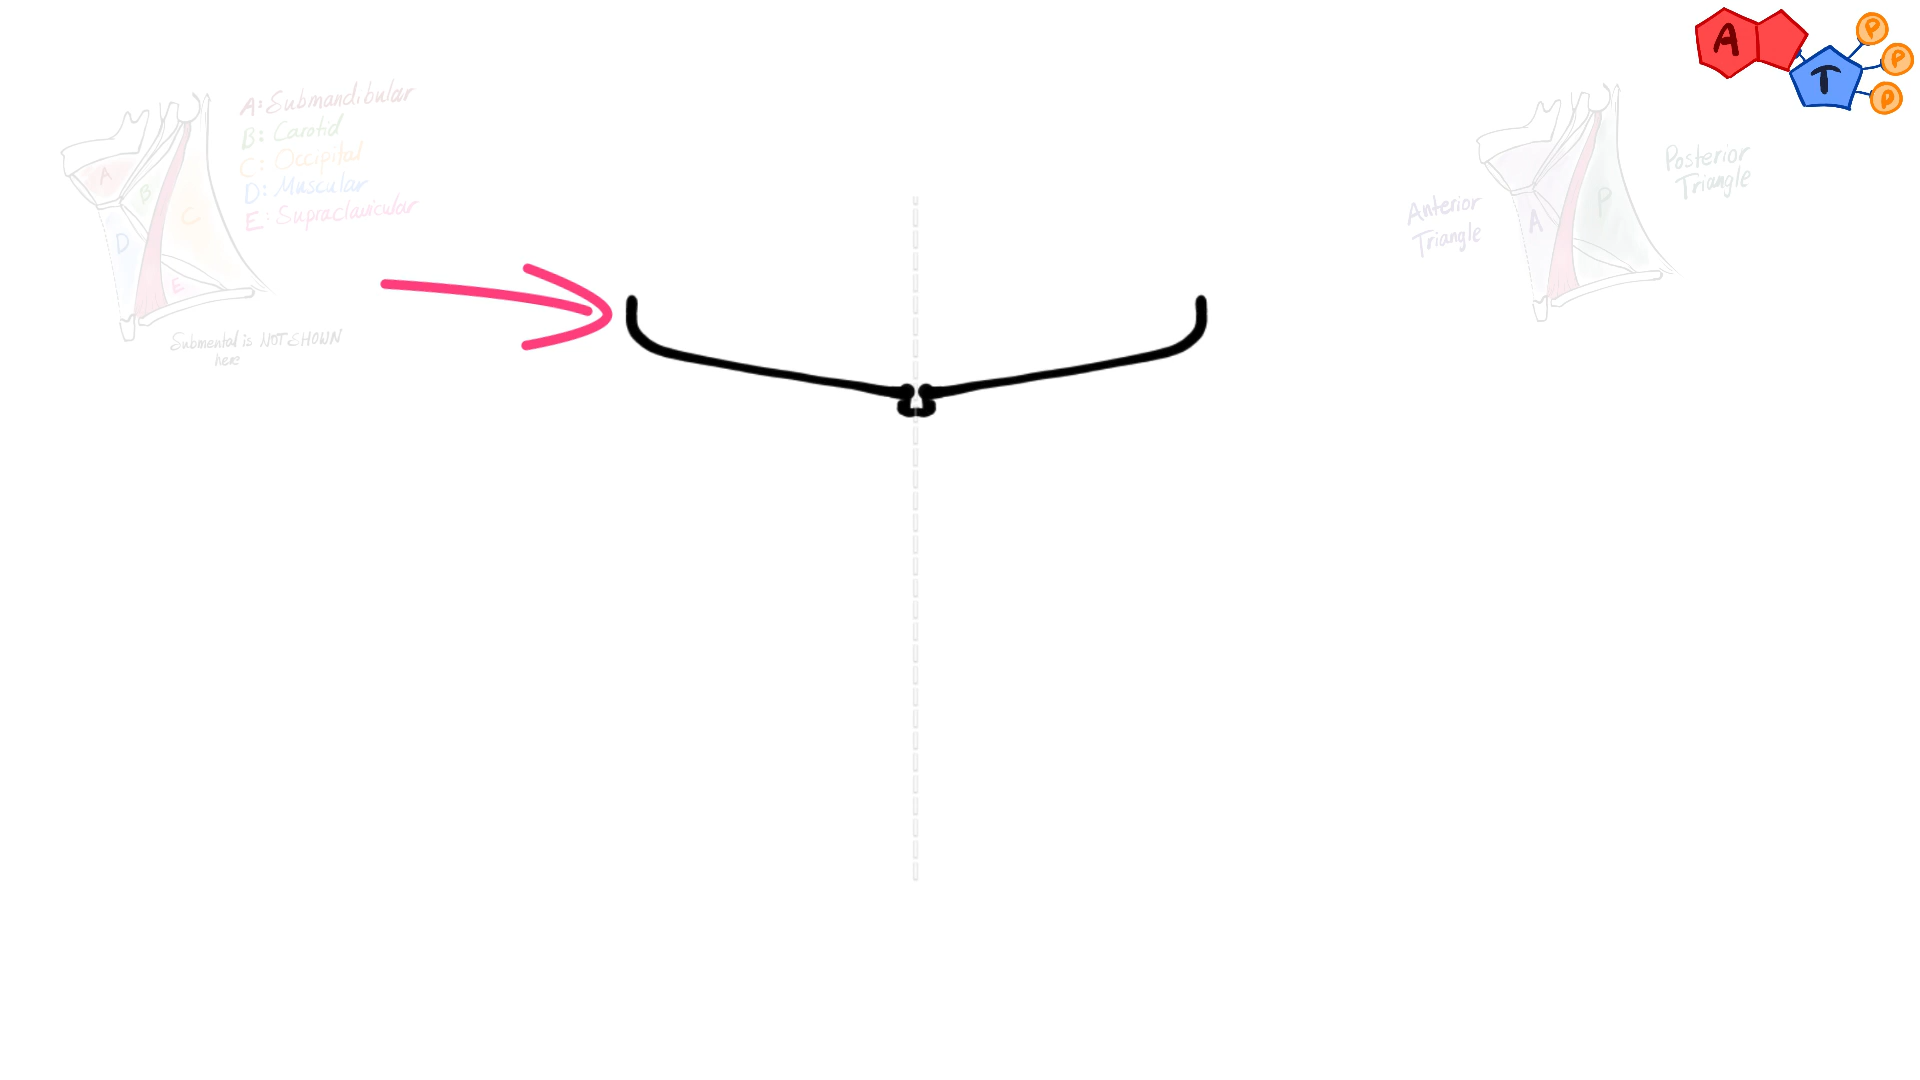 A: Submandibular
B: Carotid
C: Occipital
D: Muscular
E: Supraclavicular
A
B
C
D
E
Submental is NOT SHOWN
here
Anterior
Triangle
A
P
Posterior
Triangle
A
T
P
P
P